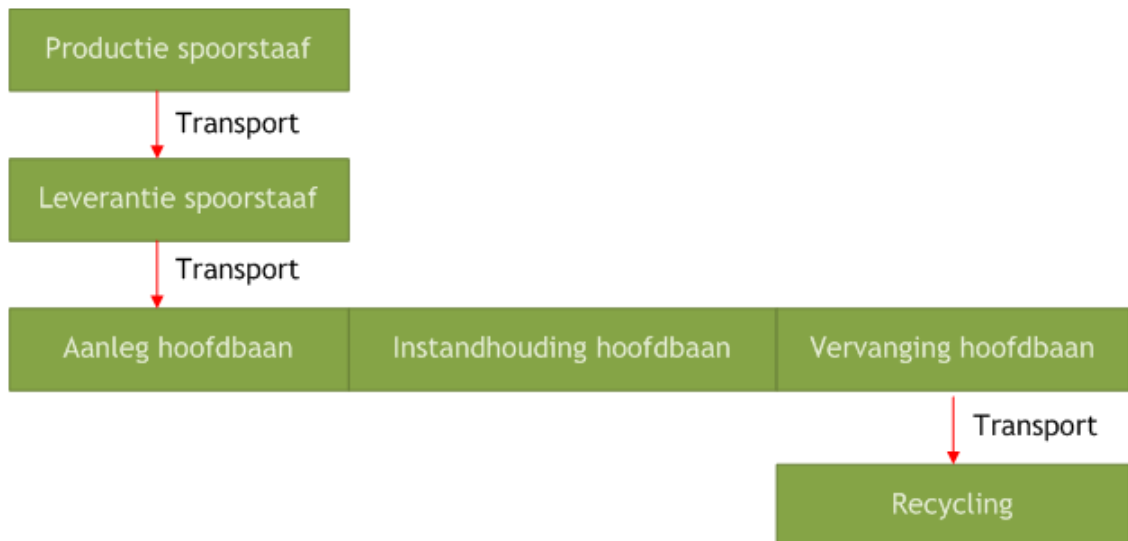 Productie spoorstaaf
Transport
Leverantie spoorstaaf
Transport
Aanleg hoofdbaan
Instandhouding hoofdbaan
Vervanging hoofdbaan
Transport
Recycling